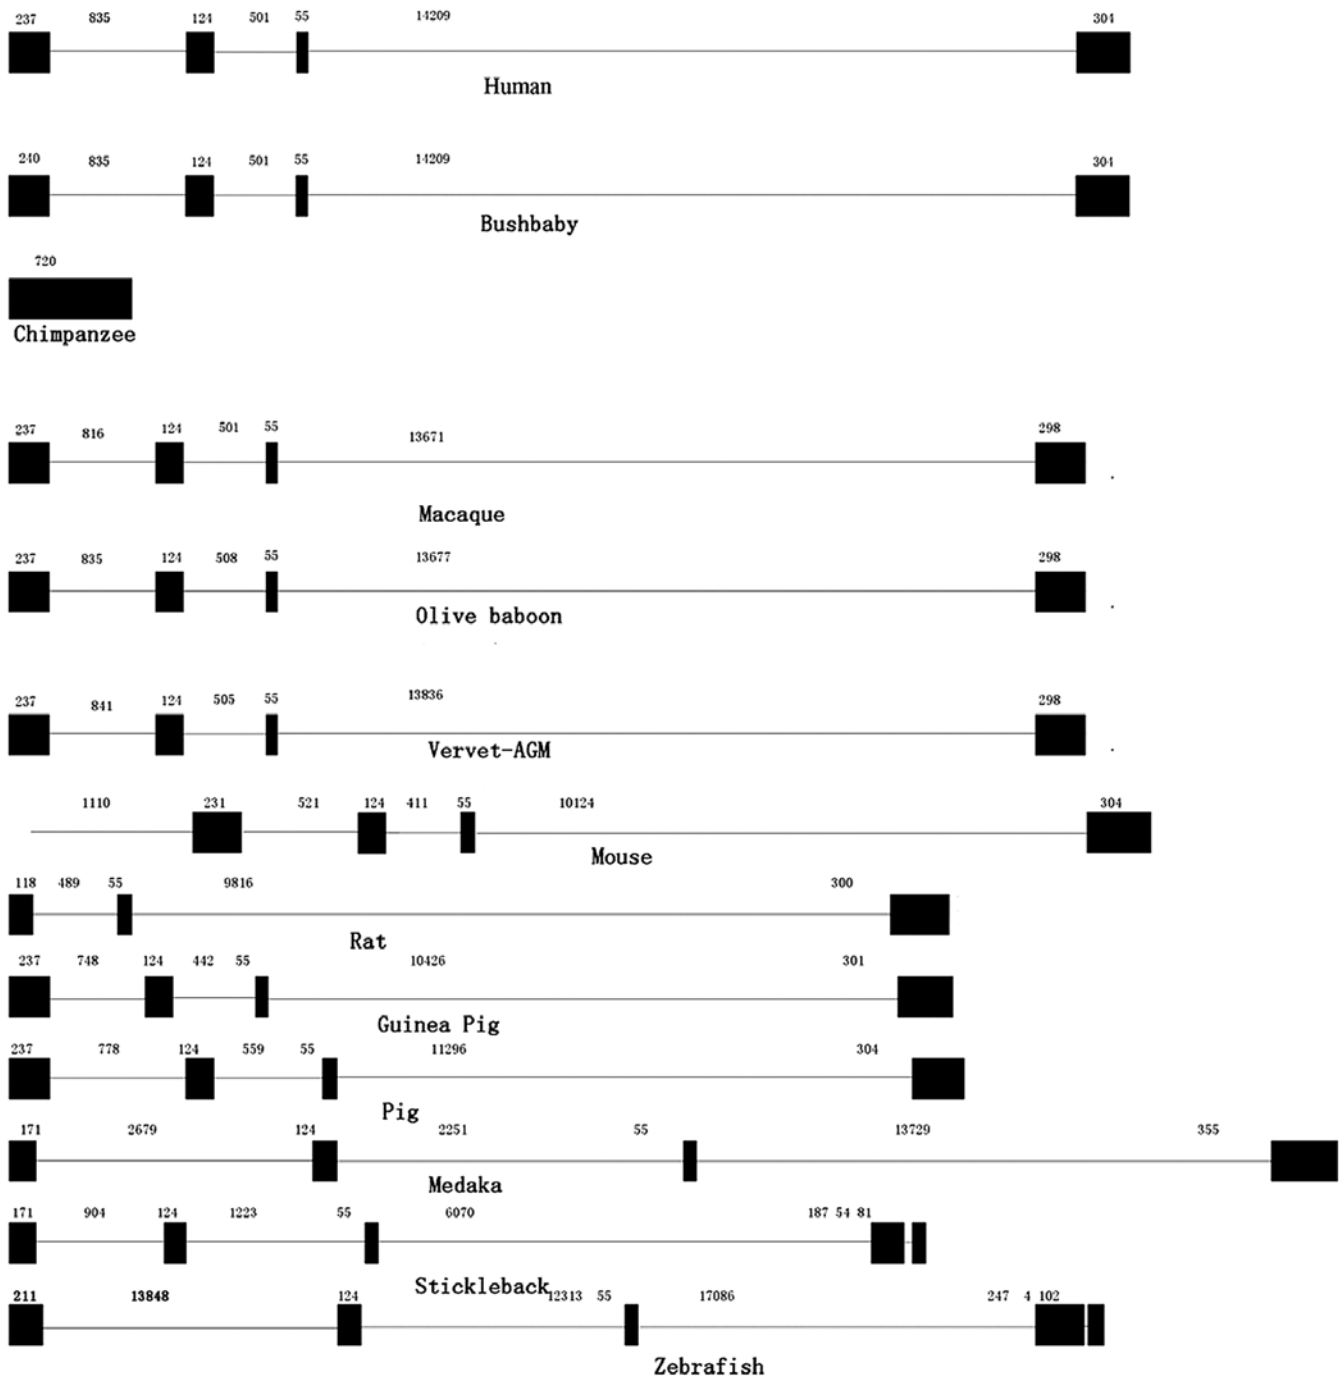 237 835 124 501 55 14209 304
Human
240 835 124 501 55 14209 304
Bushbaby
720
Chimpanzee
237 816 124 501 55 13671 298
Macaque
237 835 124 508 55 13677 298
Olive baboon
237 841 124 505 55 13836 298
Vervet-AGM
1110 231 521 124 411 55 10124 304
Mouse
118 489 55 9816 300
Rat
237 748 124 442 55 10426 301
Guinea Pig
237 778 124 559 55 11296 304
Pig
171 2679 124 2251 55 13729 355
Medaka
171 904 124 1223 55 6070 187 54 81
Stickleback
211 13848 124 12313 55 17086 247 4 102
Zebrafish